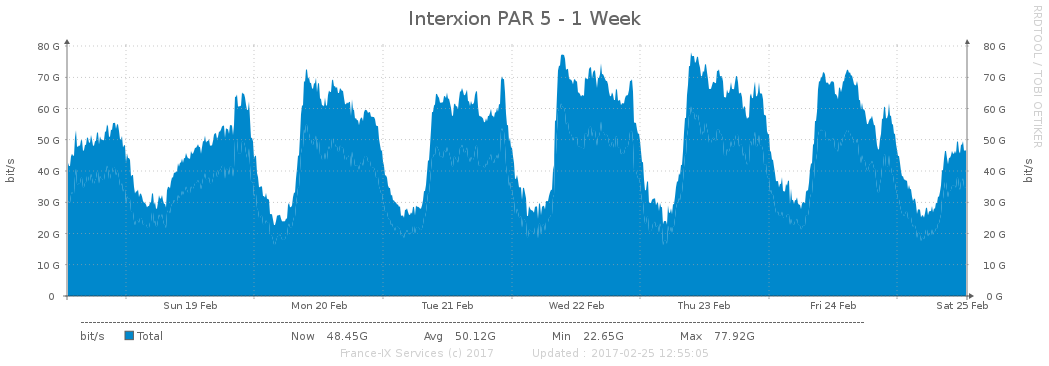 Interxion PAR 5 - 1 Week
RRDTOOL / TOBI OETIKER
80 G 80 G
70 G 70 G
60 G 60 G
50 G 50 G
40 G 40 G
30 G 30 G
20 G 20 G
10 G 10 G
0 0 G
bit/s bit/s
Sun 19 Feb Mon 20 Feb Tue 21 Feb Wed 22 Feb Thu 23 Feb Fri 24 Feb Sat 25 Feb
bit/s Total Now 48.45G Avg 50.12G Min 22.65G Max 77.92G
France-IX Services (c) 2017 Updated : 2017-02-25 12:55:05